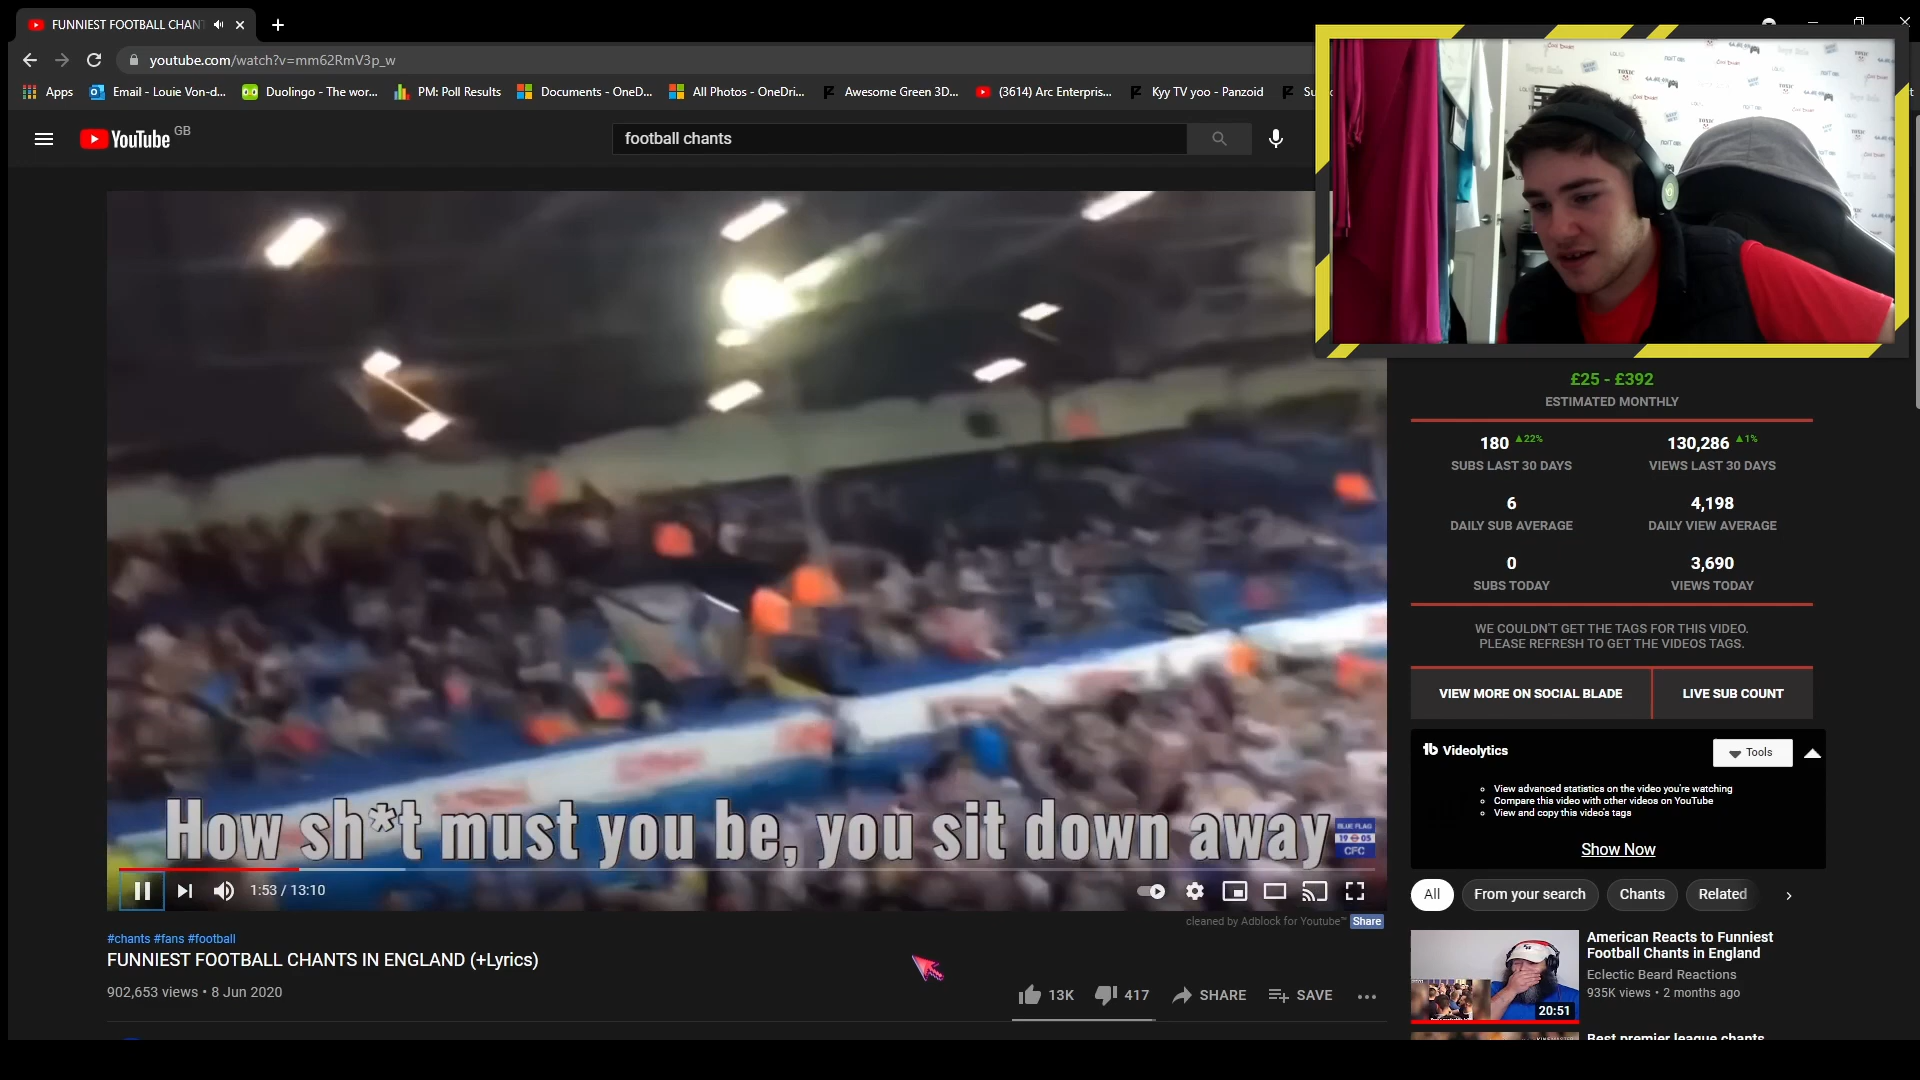 FUNNIEST FOOTBALL CHAN
youtube.com/watch?v=mm62RmV3p_w
Apps
Email - Louie Von-d...
Duolingo - The wor...
PM: Poll Results
Documents - OneD...
All Photos - OneDri...
Awesome Green 3D...
(3614) Arc Enterpris...
Kyy TV yoo - Panzoid
YouTube GB
football chants
£25 - £392
ESTIMATED MONTHLY
180 ▲22%
SUBS LAST 30 DAYS
130,286 ▲1%
VIEWS LAST 30 DAYS
6
DAILY SUB AVERAGE
4,198
DAILY VIEW AVERAGE
0
SUBS TODAY
3,690
VIEWS TODAY
WE COULDN'T GET THE TAGS FOR THIS VIDEO.
PLEASE REFRESH TO GET THE VIDEOS TAGS.
VIEW MORE ON SOCIAL BLADE
LIVE SUB COUNT
Videolytics
Tools
View advanced statistics on the video you're watching
Compare this video with other videos on YouTube
View and copy this video's tags
Show Now
How sh*t must you be, you sit down away
BLUE FLAG
19 05
CFC
1:53 / 13:10
All
From your search
Chants
Related
cleaned by Adblock for Youtube™ Share
#chants #fans #football
FUNNIEST FOOTBALL CHANTS IN ENGLAND (+Lyrics)
902,653 views • 8 Jun 2020
13K
417
SHARE
SAVE
American Reacts to Funniest
Football Chants in England
Eclectic Beard Reactions
935K views • 2 months ago
20:51
Best premier league chants